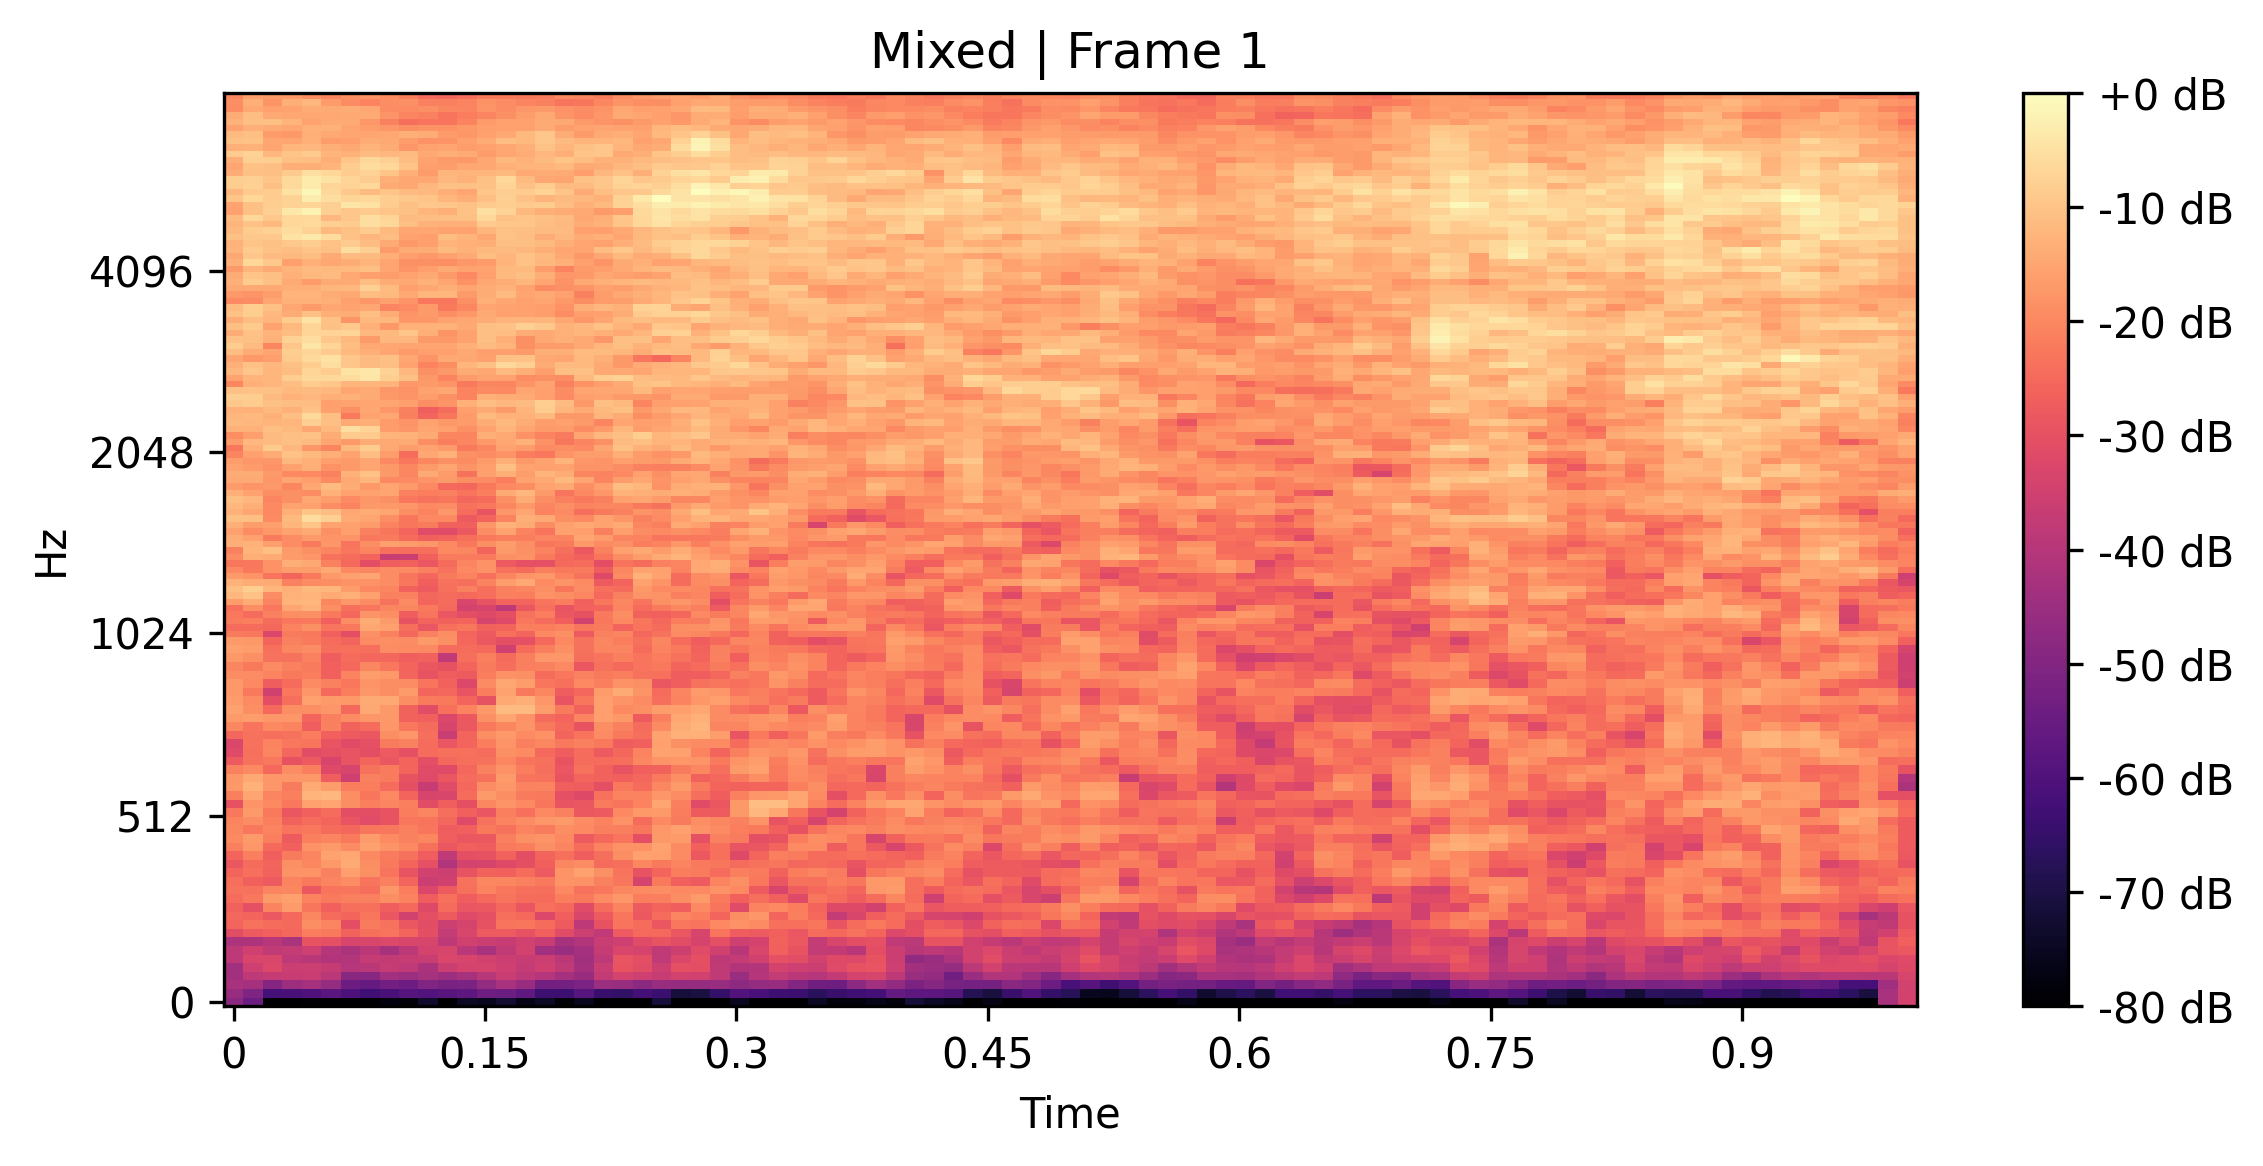 Mixed | Frame 1
Hz
4096
2048
1024
512
0
0 0.15 0.3 0.45 0.6 0.75 0.9
Time
+0 dB
-10 dB
-20 dB
-30 dB
-40 dB
-50 dB
-60 dB
-70 dB
-80 dB